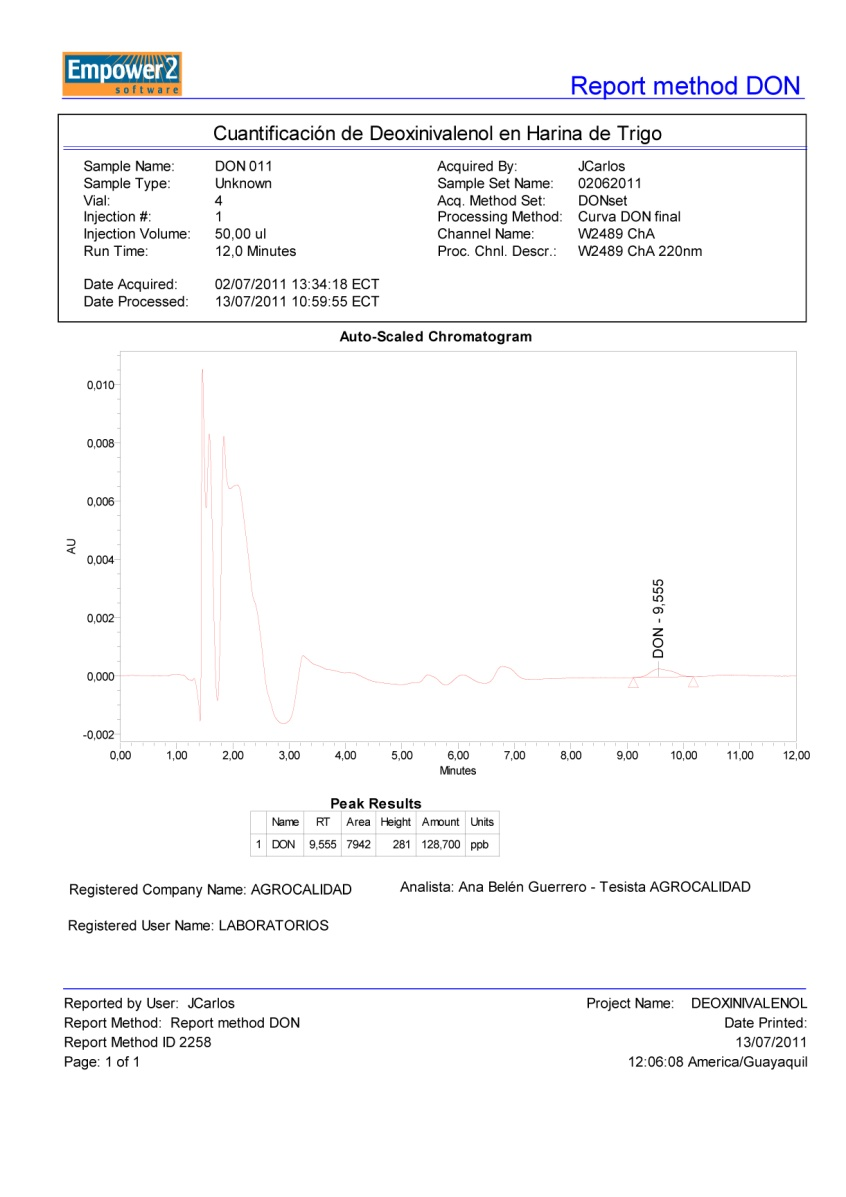 Empower2
software
Report method DON
Cuantificación de Deoxinivalenol en Harina de Trigo
Sample Name: DON 011
Sample Type: Unknown
Vial: 4
Injection #: 1
Injection Volume: 50,00 ul
Run Time: 12,0 Minutes
Date Acquired: 02/07/2011 13:34:18 ECT
Date Processed: 13/07/2011 10:59:55 ECT
Acquired By: JCarlos
Sample Set Name: 02062011
Acq. Method Set: DONset
Processing Method: Curva DON final
Channel Name: W2489 ChA
Proc. Chnl. Descr.: W2489 ChA 220nm
Auto-Scaled Chromatogram
AU
0,010
0,008
0,006
0,004
0,002
0,000
-0,002
DON - 9,555
0,00 1,00 2,00 3,00 4,00 5,00 6,00 7,00 8,00 9,00 10,00 11,00 12,00
Minutes
Peak Results
Name RT Area Height Amount Units
1 DON 9,555 7942 281 128,700 ppb
Registered Company Name: AGROCALIDAD
Analista: Ana Belén Guerrero - Tesista AGROCALIDAD
Registered User Name: LABORATORIOS
Reported by User: JCarlos
Report Method: Report method DON
Report Method ID 2258
Page: 1 of 1
Project Name: DEOXINIVALENOL
Date Printed:
13/07/2011
12:06:08 America/Guayaquil